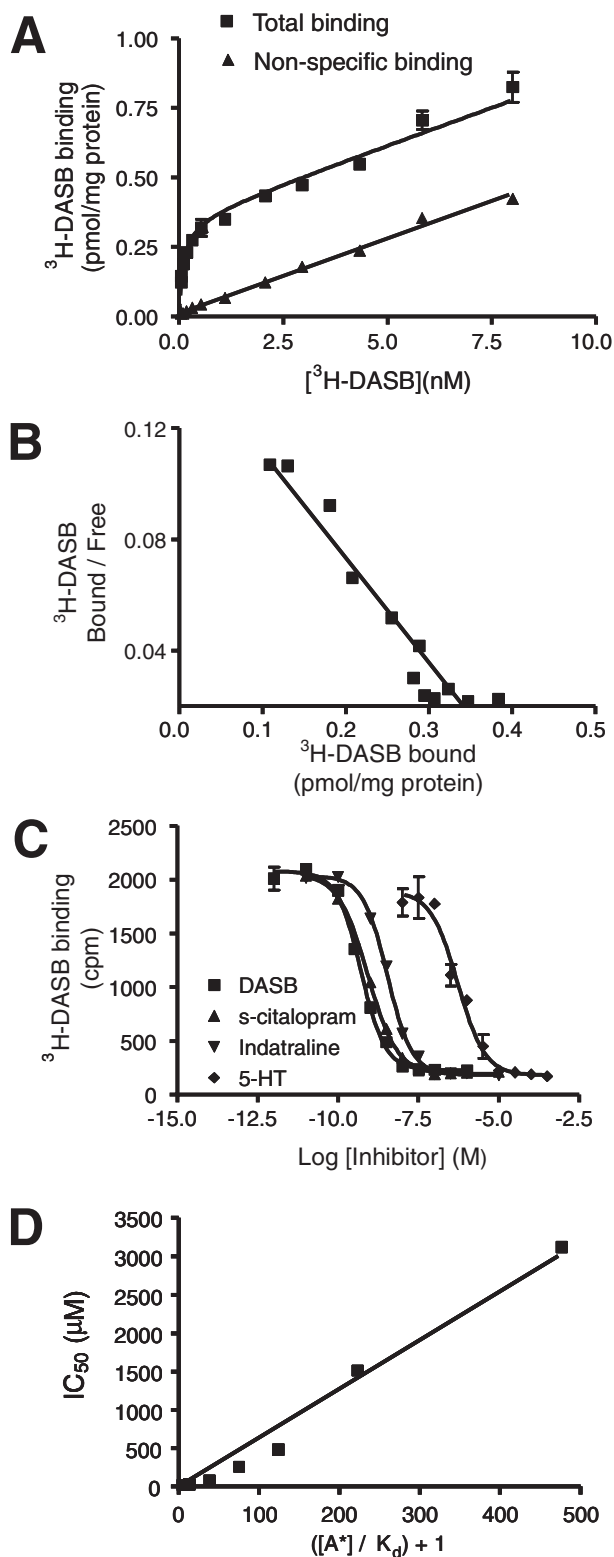 A
Total binding
Non-specific binding
1.00
0.75
0.50
0.25
0.00
³H-DASB binding
(pmol/mg protein)
0.0 2.5 5.0 7.5 10.0
[³H-DASB](nM)
B
0.12
0.08
0.04
³H-DASB
Bound / Free
0.0 0.1 0.2 0.3 0.4 0.5
³H-DASB bound
(pmol/mg protein)
C
2500
2000
1500
1000
500
0
³H-DASB binding
(cpm)
DASB
s-citalopram
Indatraline
5-HT
-15.0 -12.5 -10.0 -7.5 -5.0 -2.5
Log [Inhibitor] (M)
D
3500
3000
2500
2000
1500
1000
500
0
IC₅₀ (µM)
0 100 200 300 400 500
([A*] / K_d) + 1